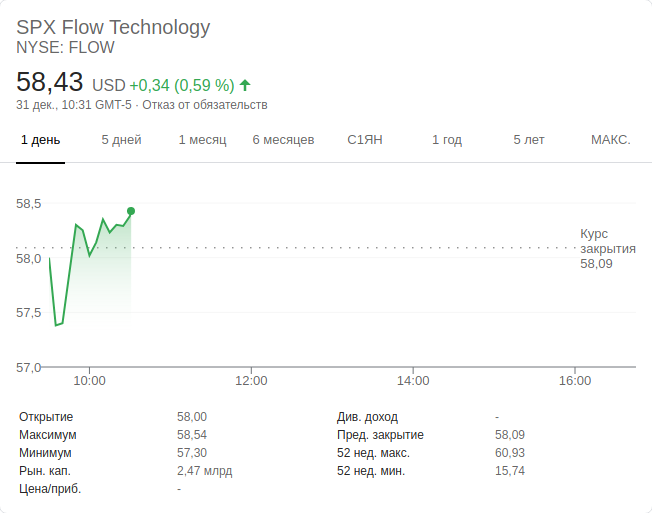 SPX Flow Technology
NYSE: FLOW
58,43 USD +0,34 (0,59 %)
31 дек., 10:31 GMT-5 · Отказ от обязательств
1 день 5 дней 1 месяц 6 месяцев С1ЯН 1 год 5 лет МАКС.
58,5
58,0
57,5
57,0
Курс
закрытия
58,09
10:00 12:00 14:00 16:00
Открытие 58,00 Див. доход -
Максимум 58,54 Пред. закрытие 58,09
Минимум 57,30 52 нед. макс. 60,93
Рын. кап. 2,47 млрд 52 нед. мин. 15,74
Цена/приб. -